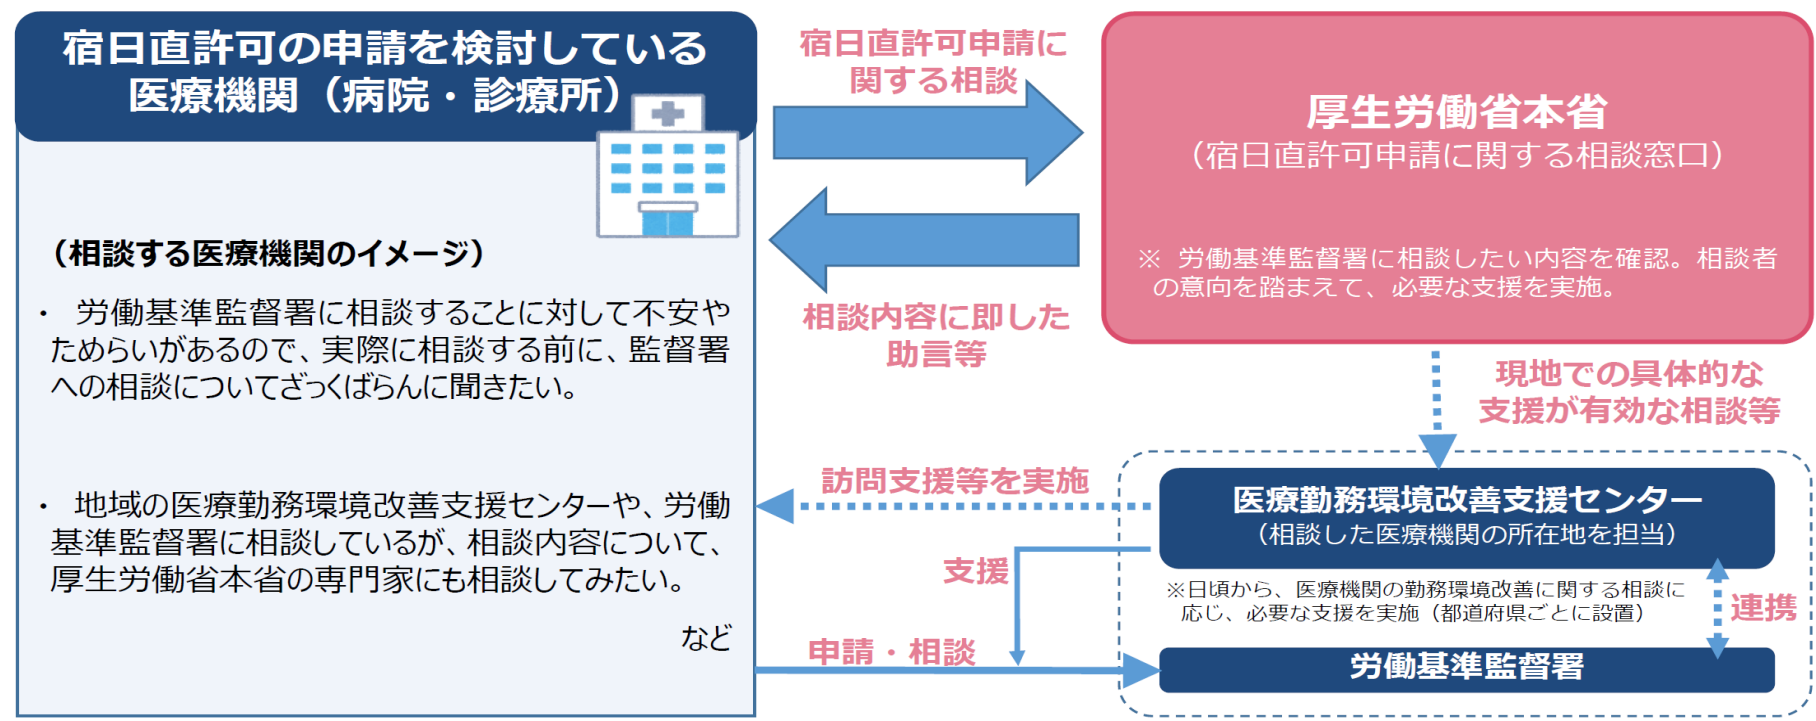 宿日直許可の申請を検討している
医療機関（病院・診療所）
（相談する医療機関のイメージ）
・ 労働基準監督署に相談することに対して不安や
ためらいがあるので、実際に相談する前に、監督署
への相談についてざっくばらんに聞きたい。
・ 地域の医療勤務環境改善支援センターや、労働
基準監督署に相談しているが、相談内容について、
厚生労働省本省の専門家にも相談してみたい。
など
宿日直許可申請に
関する相談
相談内容に即した
助言等
厚生労働省本省
（宿日直許可申請に関する相談窓口）
※ 労働基準監督署に相談したい内容を確認。相談者
の意向を踏まえて、必要な支援を実施。
現地での具体的な
支援が有効な相談等
訪問支援等を実施
支援
申請・相談
医療勤務環境改善支援センター
（相談した医療機関の所在地を担当）
※日頃から、医療機関の勤務環境改善に関する相談に
応じ、必要な支援を実施（都道府県ごとに設置）
連携
労働基準監督署